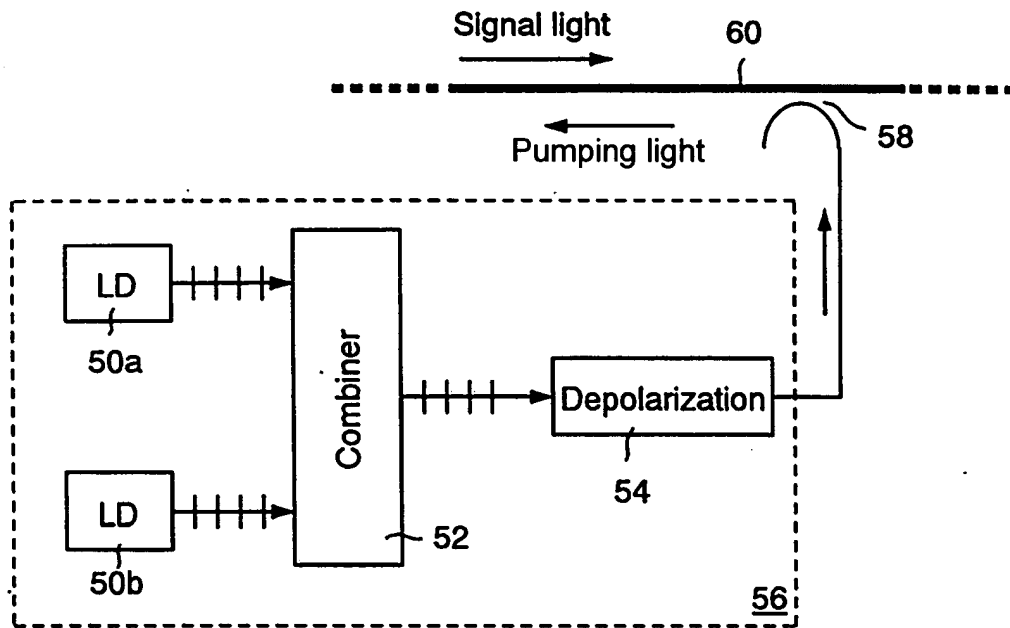 Signal light
60
58
Pumping light
LD
50a
Combiner
Depolarization
54
LD
50b
52
56